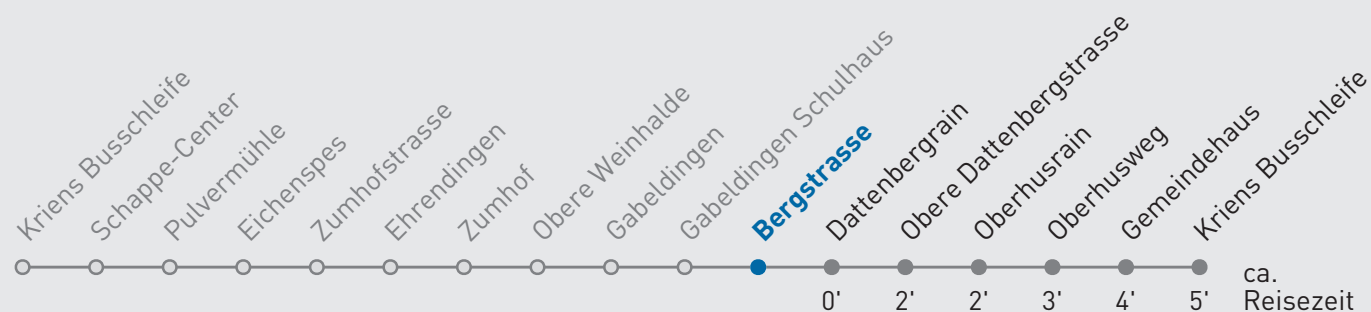 Kriens Busschleife
Schappe-Center
Pulvermühle
Eichenspes
Zumhofstrasse
Ehrendingen
Zumhof
Obere Weinhalde
Gabeldingen
Gabeldingen Schulhaus
Bergstrasse
Dattenbergrain
Obere Dattenbergstrasse
Oberhusrain
Oberhusweg
Gemeindehaus
Kriens Busschleife
0' 2' 2' 3' 4' 5'
ca.
Reisezeit